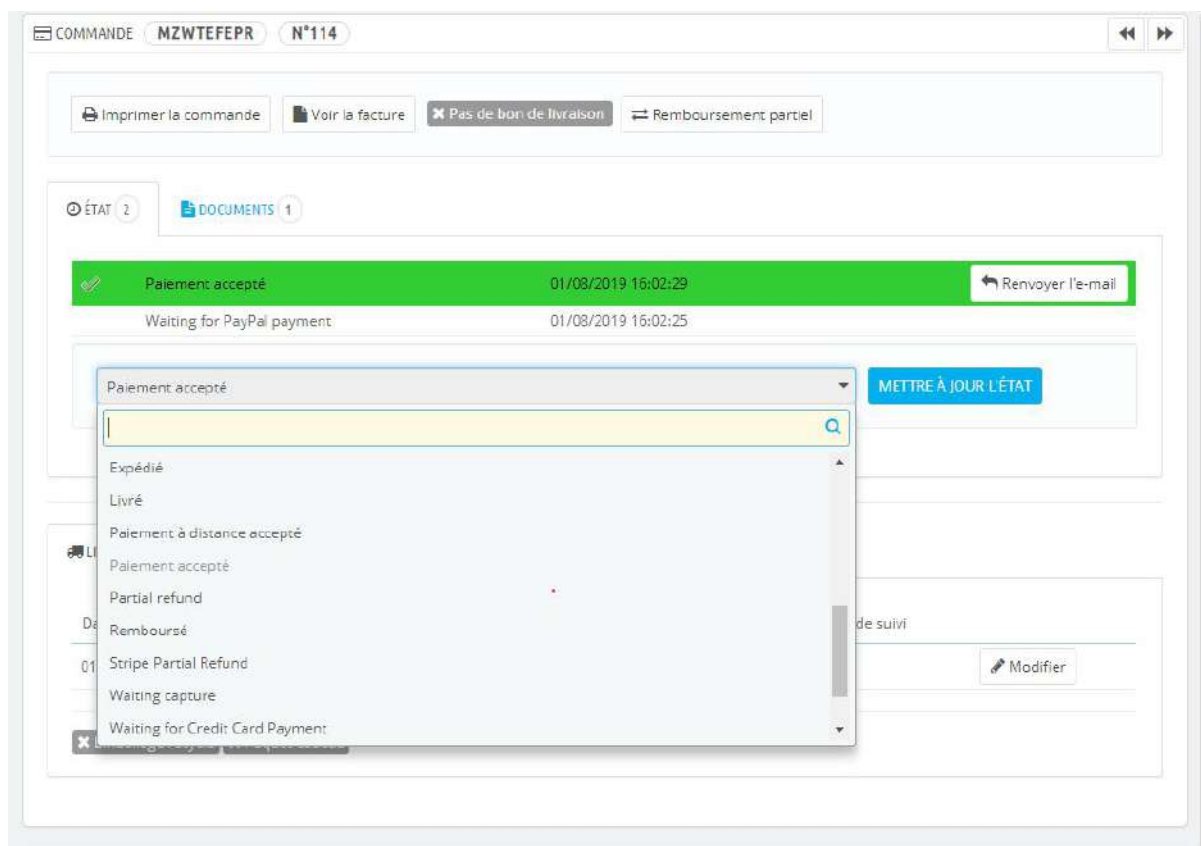 COMMANDE MZWTEFEPR N°114
Imprimer la commande Voir la facture Pas de bon de livraison Remboursement partiel
ÉTAT 2 DOCUMENTS 1
Paiement accepté 01/08/2019 16:02:29 Renvoyer l'e-mail
Waiting for PayPal payment 01/08/2019 16:02:25
Paiement accepté METTRE À JOUR L'ÉTAT
Expédié
Livré
Paiement à distance accepté
LI
Paiement accepté
Partial refund
Da de suivi
Remboursé
01 Stripe Partial Refund Modifier
Waiting capture
Waiting for Credit Card Payment